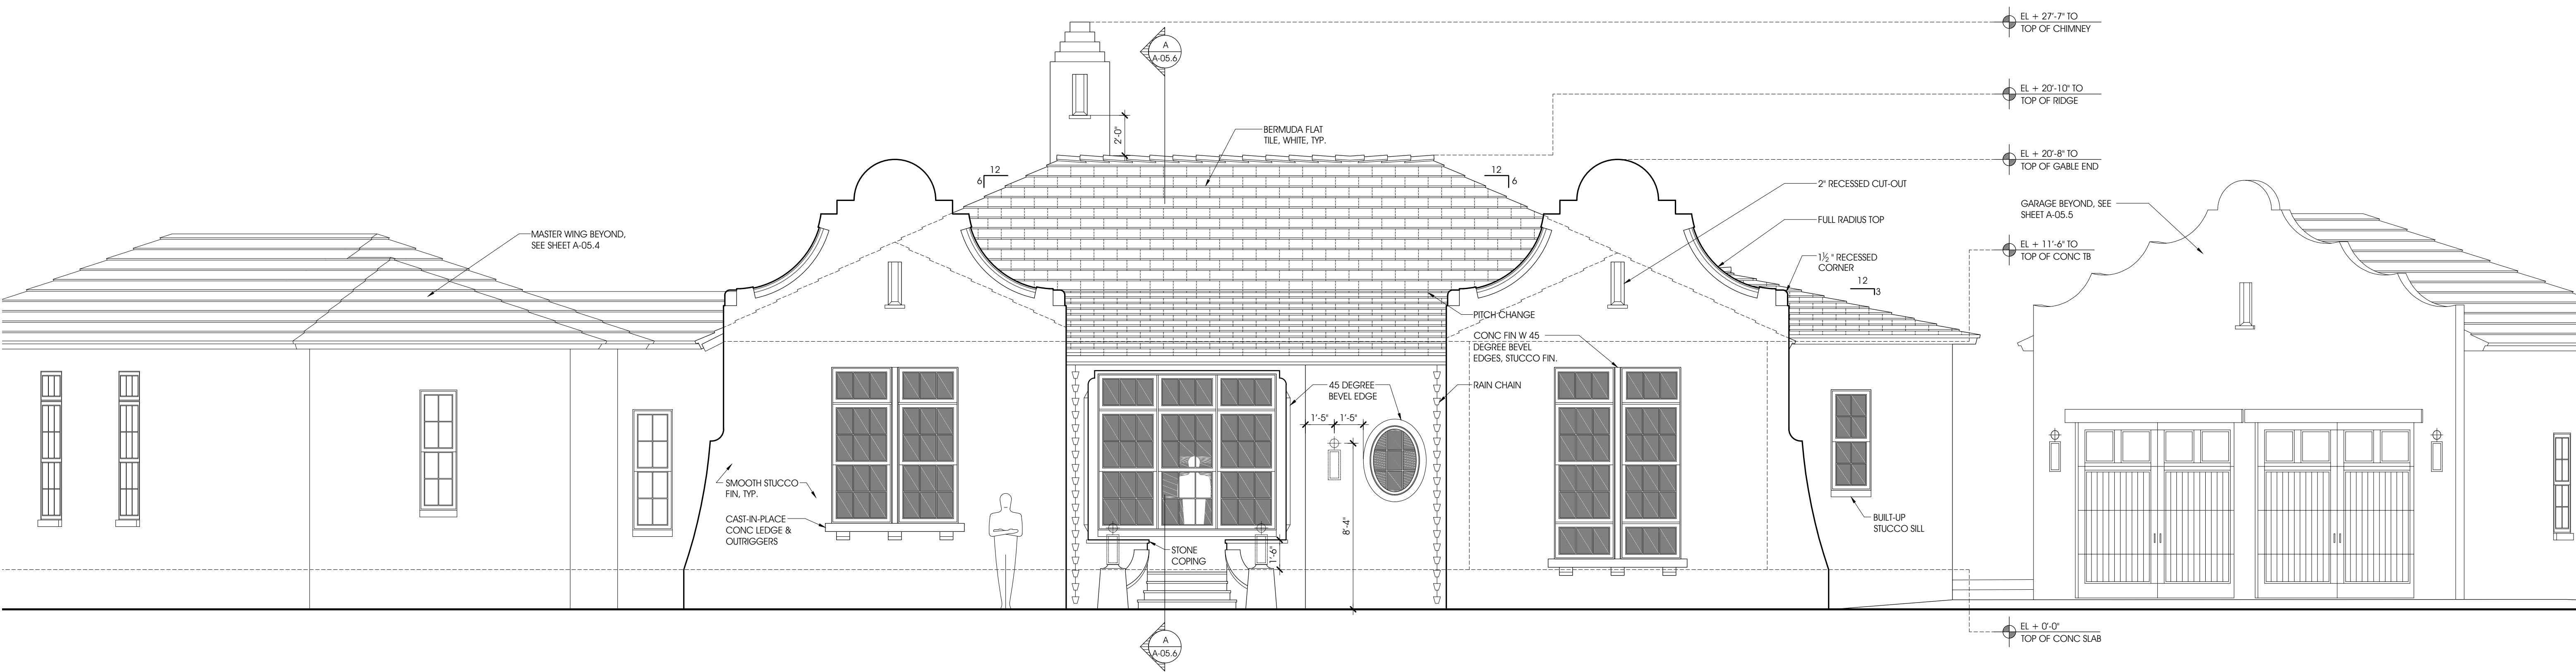 EL + 27'-7" TO
TOP OF CHIMNEY
A
A-05.6
EL + 20'-10" TO
TOP OF RIDGE
2'-0"
BERMUDA FLAT
TILE, WHITE, TYP.
EL + 20'-8" TO
TOP OF GABLE END
12
6
12
6
2" RECESSED CUT-OUT
GARAGE BEYOND, SEE
SHEET A-05.5
FULL RADIUS TOP
MASTER WING BEYOND,
SEE SHEET A-05.4
EL + 11'-6" TO
TOP OF CONC TB
1½" RECESSED
CORNER
12
3
PITCH CHANGE
CONC FIN W 45
DEGREE BEVEL
EDGES, STUCCO FIN.
45 DEGREE
BEVEL EDGE
RAIN CHAIN
1'-5"
1'-5"
SMOOTH STUCCO
FIN, TYP.
CAST-IN-PLACE
CONC LEDGE &
OUTRIGGERS
8'-4"
BUILT-UP
STUCCO SILL
STONE
COPING
1'-6"
EL + 0'-0"
TOP OF CONC SLAB
A
A-05.6